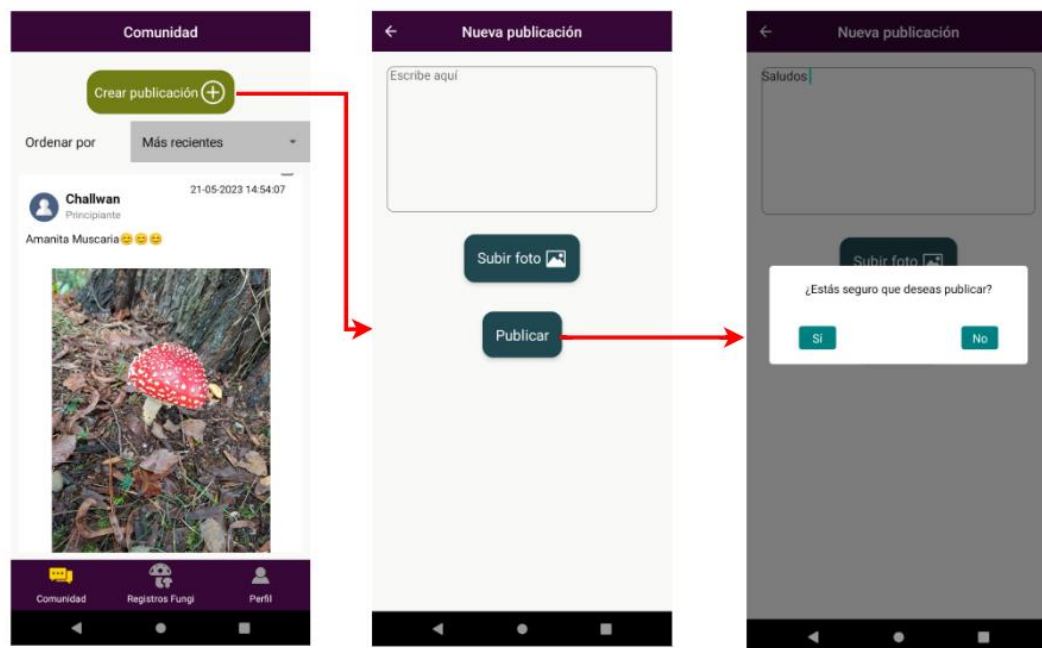 Comunidad
Crear publicación
Ordenar por
Más recientes
21-05-2023 14:54:07
Challwan
Principiante
Amanita Muscaria😊😊😊
Comunidad
Registros Fungi
Perfil
Nueva publicación
Escribe aquí
Subir foto
Publicar
Nueva publicación
Saludos
Subir foto
¿Estás seguro que deseas publicar?
Sí
No